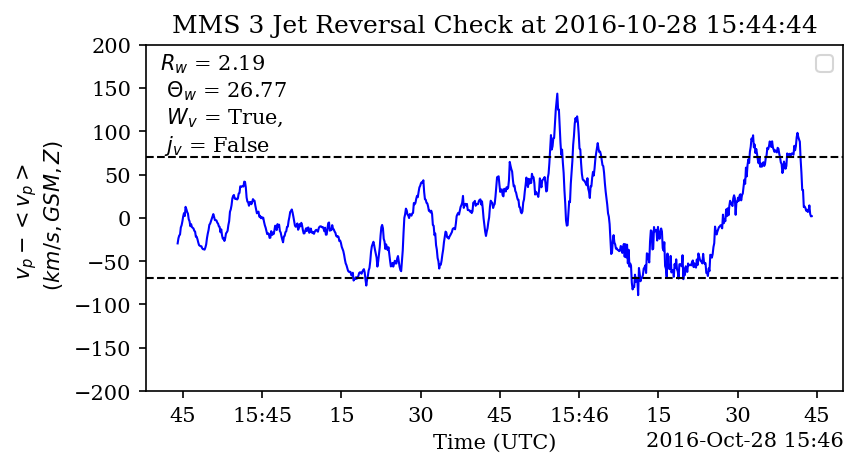 MMS 3 Jet Reversal Check at 2016-10-28 15:44:44
R_w = 2.19
Θ_w = 26.77
W_v = True,
j_v = False
v_p − < v_p >
(km/s, GSM, Z)
200
150
100
50
0
−50
−100
−150
−200
45 15:45 15 30 45 15:46 15 30 45
Time (UTC)
2016-Oct-28 15:46